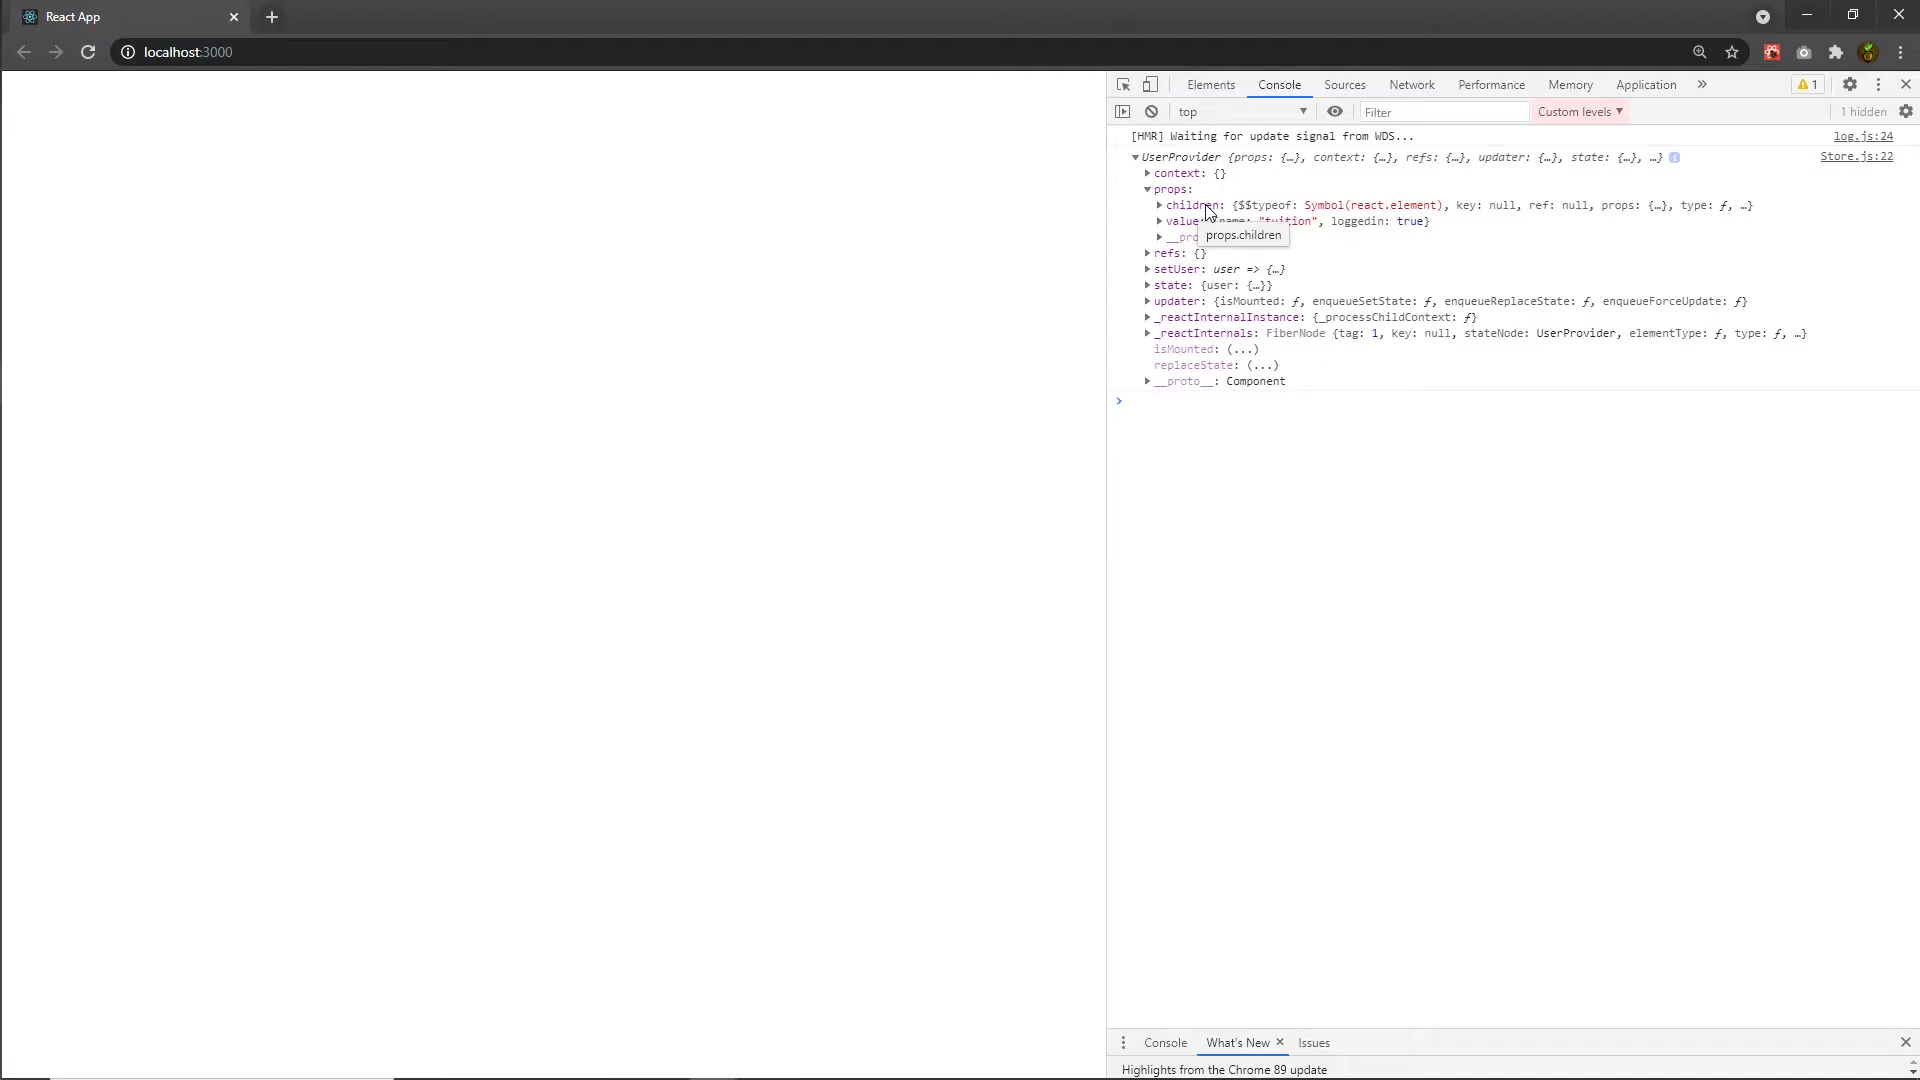 React App
localhost:3000
Elements Console Sources Network Performance Memory Application 1
top Filter Custom levels 1 hidden
[HMR] Waiting for update signal from WDS... log.js:24
UserProvider {props: {…}, context: {…}, refs: {…}, updater: {…}, state: {…}, …} Store.js:22
context: {}
props:
children: {$$typeof: Symbol(react.element), key: null, ref: null, props: {…}, type: ƒ, …}
value "tuition", loggedin: true}
props.children
refs: {}
setUser: user => {…}
state: {user: {…}}
updater: {isMounted: ƒ, enqueueSetState: ƒ, enqueueReplaceState: ƒ, enqueueForceUpdate: ƒ}
_reactInternalInstance: {_processChildContext: ƒ}
_reactInternals: FiberNode {tag: 1, key: null, stateNode: UserProvider, elementType: ƒ, type: ƒ, …}
isMounted: (...)
replaceState: (...)
__proto__: Component
Console What's New Issues
Highlights from the Chrome 89 update